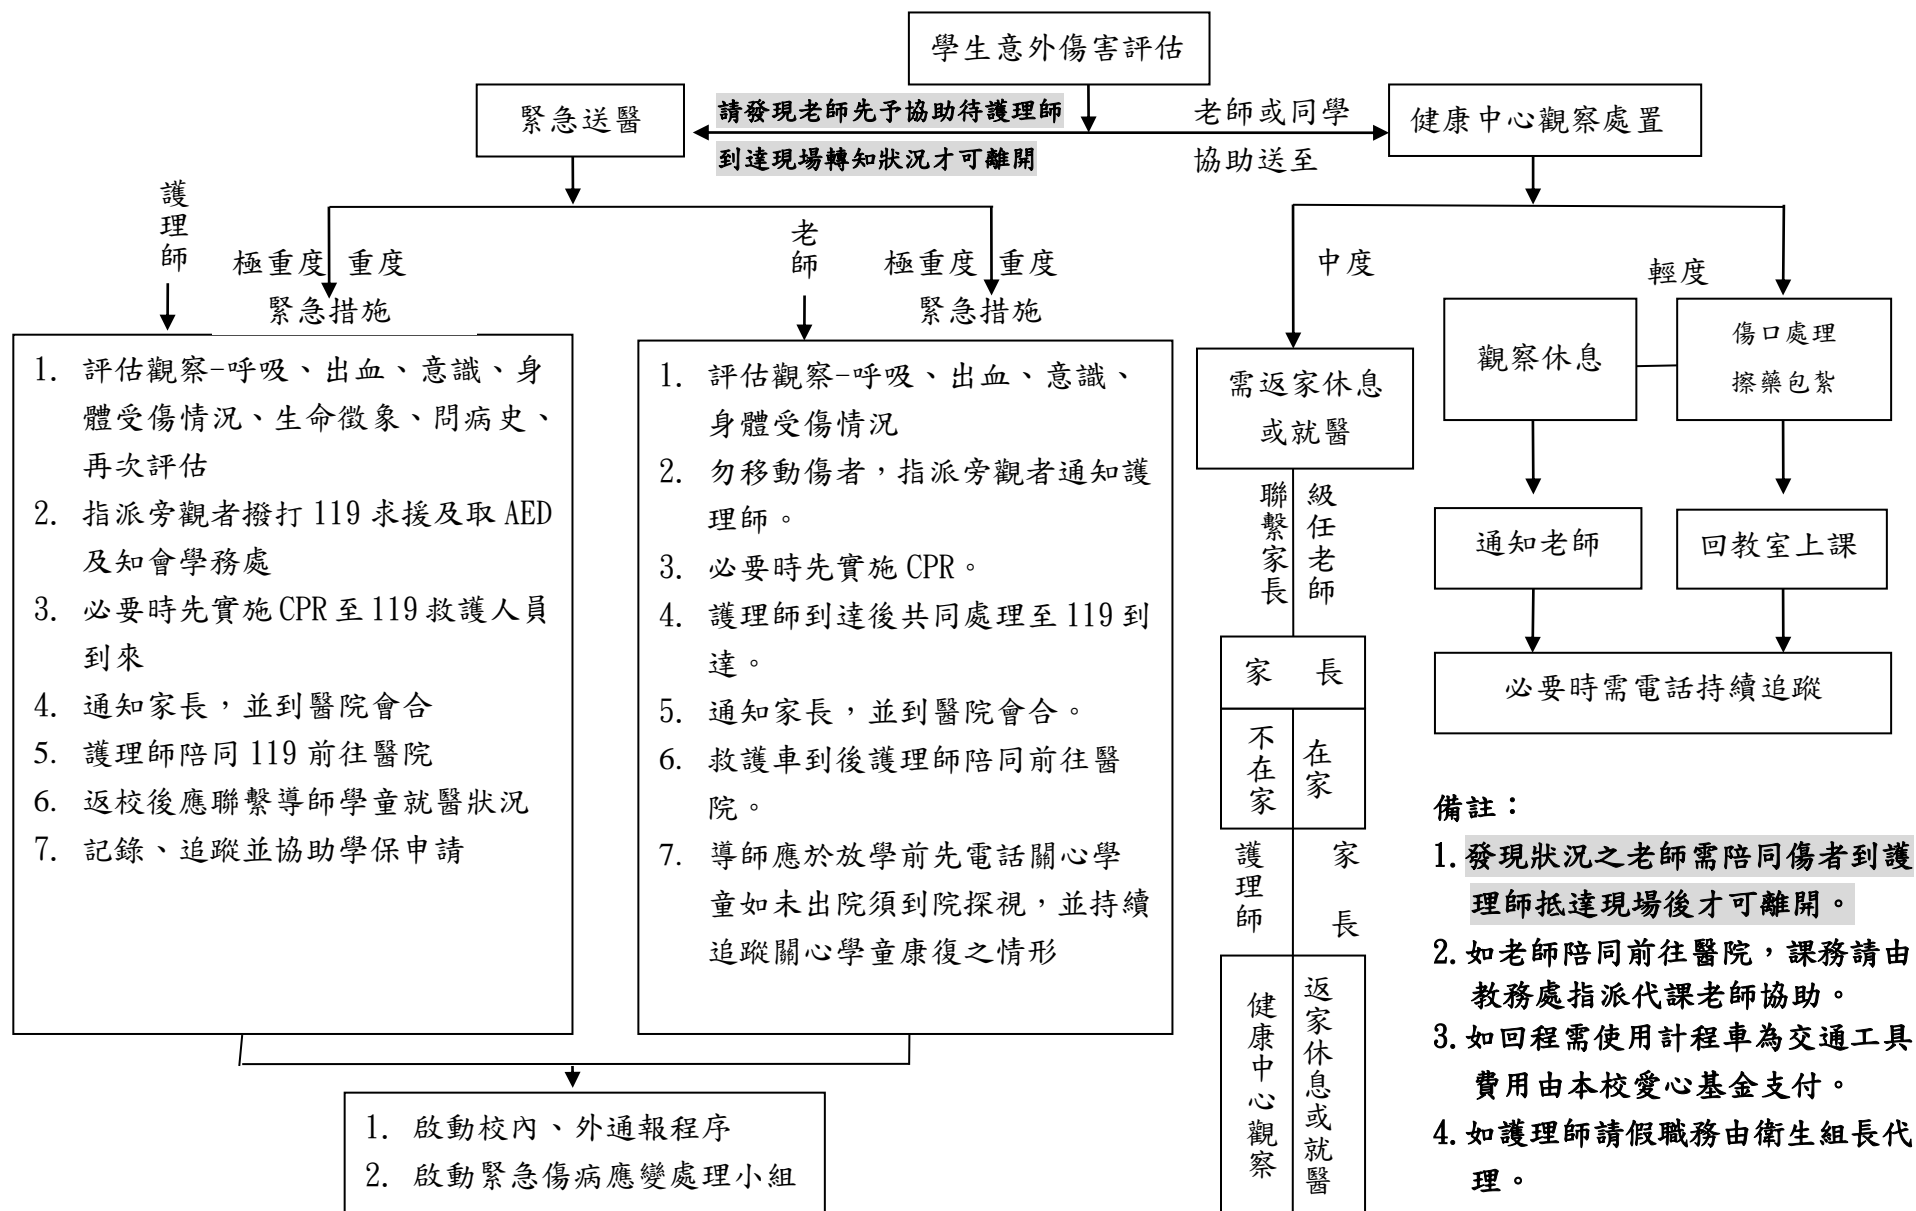 學生意外傷害評估
緊急送醫
請發現老師先予協助待護理師
到達現場轉知狀況才可離開
老師或同學
協助送至
健康中心觀察處置
護理師
極重度 重度
緊急措施
老師
極重度 重度
緊急措施
中度
輕度
1. 評估觀察-呼吸、出血、意識、身
體受傷情況、生命徵象、問病史、
再次評估
2. 指派旁觀者撥打 119 求援及取 AED
及知會學務處
3. 必要時先實施 CPR 至 119 救護人員
到來
4. 通知家長，並到醫院會合
5. 護理師陪同 119 前往醫院
6. 返校後應聯繫導師學童就醫狀況
7. 記錄、追蹤並協助學保申請
1. 評估觀察-呼吸、出血、意識、
身體受傷情況
2. 勿移動傷者，指派旁觀者通知護
理師。
3. 必要時先實施 CPR。
4. 護理師到達後共同處理至 119 到
達。
5. 通知家長，並到醫院會合。
6. 救護車到後護理師陪同前往醫
院。
7. 導師應於放學前先電話關心學
童如未出院須到院探視，並持續
追蹤關心學童康復之情形
1. 啟動校內、外通報程序
2. 啟動緊急傷病應變處理小組
需返家休息
或就醫
聯繫家長
級任老師
家 長
不在家
在家
護理師
家長
健康中心觀察
返家休息或就醫
觀察休息
傷口處理
擦藥包紮
通知老師
回教室上課
必要時需電話持續追蹤
備註：
1.發現狀況之老師需陪同傷者到護
理師抵達現場後才可離開。
2.如老師陪同前往醫院，課務請由
教務處指派代課老師協助。
3.如回程需使用計程車為交通工具
費用由本校愛心基金支付。
4.如護理師請假職務由衛生組長代
理。